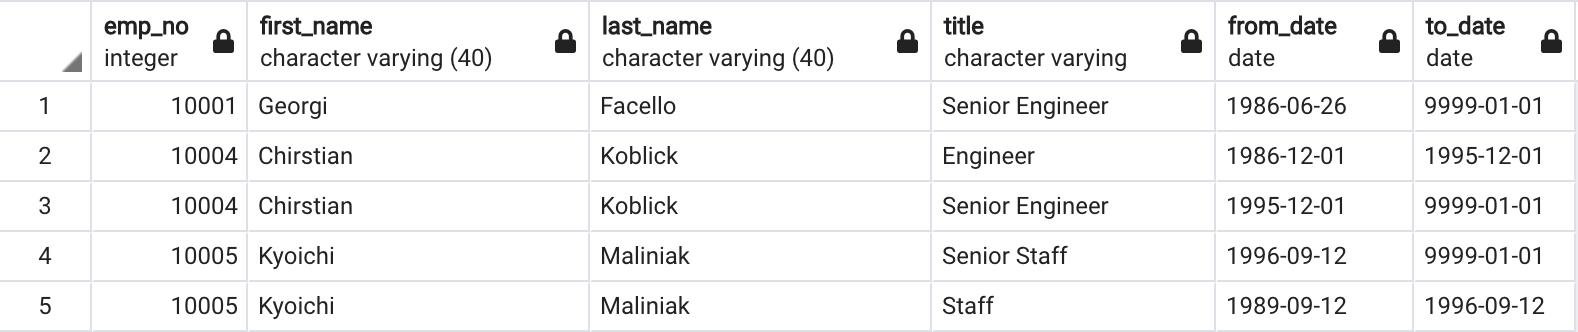 emp_no first_name last_name title from_date to_date
integer character varying (40) character varying (40) character varying date date
1 10001 Georgi Facello Senior Engineer 1986-06-26 9999-01-01
2 10004 Chirstian Koblick Engineer 1986-12-01 1995-12-01
3 10004 Chirstian Koblick Senior Engineer 1995-12-01 9999-01-01
4 10005 Kyoichi Maliniak Senior Staff 1996-09-12 9999-01-01
5 10005 Kyoichi Maliniak Staff 1989-09-12 1996-09-12